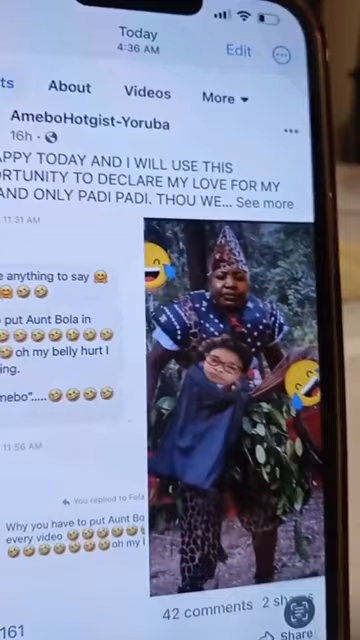 Today
4:36 AM
Edit
ts
About
Videos
More
AmeboHotgist-Yoruba
16h
APPY TODAY AND I WILL USE THIS
ORTUNITY TO DECLARE MY LOVE FOR MY
AND ONLY PADI PADI. THOU WE... See more
11:31 AM
e anything to say 🤗
🤗🤣🤣
put Aunt Bola in
🤣🤣🤣🤣🤣🤣🤣
🤣 oh my belly hurt I
ing.
mebo".....🤣🤣🤣🤣
11:56 AM
You replied to Fola
Why you have to put Aunt Bo
every video 🤣🤣🤣🤣🤣
🤣🤣🤣🤣🤣🤣🤣 oh my
161
42 comments
2 sh
Share